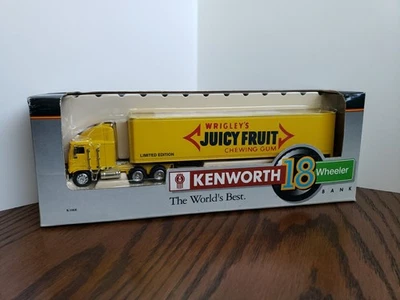 WRIGLEY'S
JUICY FRUIT
CHEWING GUM
LIMITED EDITION
KENWORTH
18 Wheeler
BANK
The World's Best.